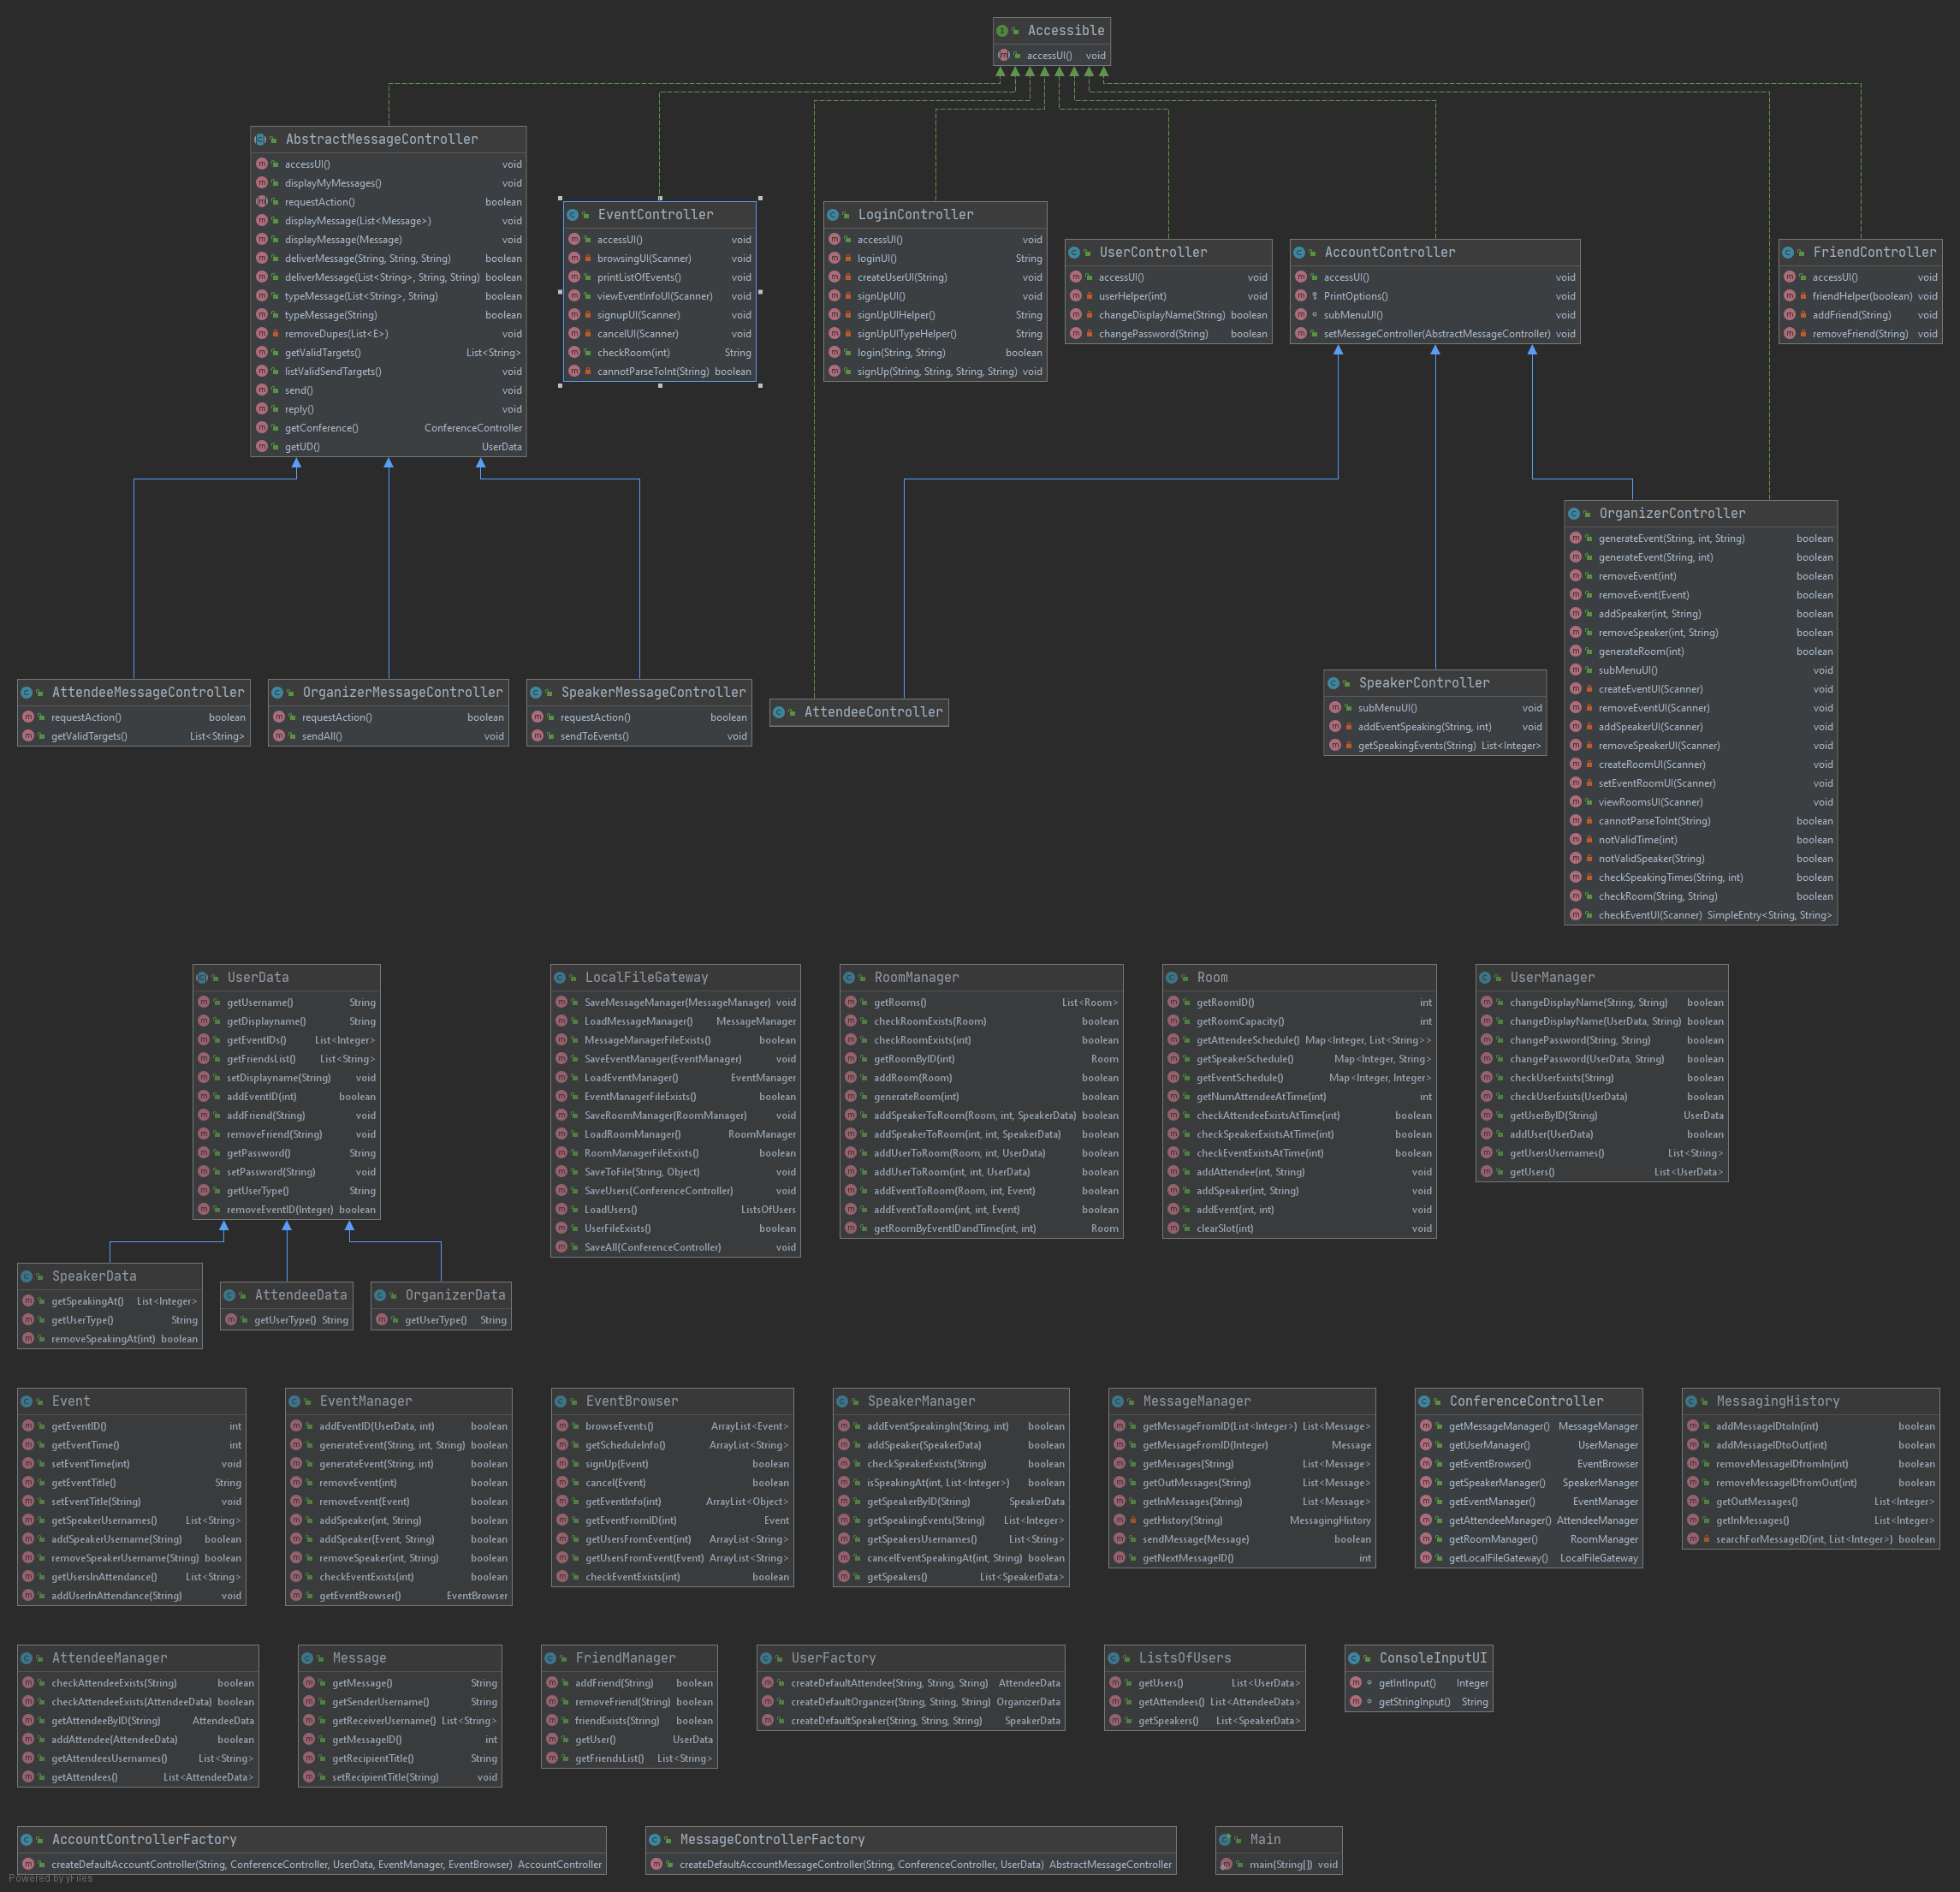 Accessible
accessUI() void
AbstractMessageController
accessUI() void
displayMyMessages() void
requestAction() boolean
displayMessage(List<Message>) void
displayMessage(Message) void
deliverMessage(String, String, String) boolean
deliverMessage(List<String>, String, String) boolean
typeMessage(List<String>, String) boolean
typeMessage(String) boolean
removeDupes(List<E>) void
getValidTargets() List<String>
listValidSendTargets() void
send() void
reply() void
getConference() ConferenceController
getUD() UserData
EventController
accessUI() void
browsingUI(Scanner) void
printListOfEvents() void
viewEventInfoUI(Scanner) void
signupUI(Scanner) void
cancelUI(Scanner) void
checkRoom(int) String
cannotParseToInt(String) boolean
LoginController
accessUI() void
loginUI() String
createUserUI(String) void
signUpUI() void
signUpUIHelper() String
signUpUITypeHelper() String
login(String, String) boolean
signUp(String, String, String, String) void
UserController
accessUI() void
userHelper(int) void
changeDisplayName(String) boolean
changePassword(String) boolean
AccountController
accessUI() void
PrintOptions() void
subMenuUI() void
setMessageController(AbstractMessageController) void
FriendController
accessUI() void
friendHelper(boolean) void
addFriend(String) void
removeFriend(String) void
OrganizerController
generateEvent(String, int, String) boolean
generateEvent(String, int) boolean
removeEvent(int) boolean
removeEvent(Event) boolean
addSpeaker(int, String) boolean
removeSpeaker(int, String) boolean
generateRoom(int) boolean
subMenuUI() void
createEventUI(Scanner) void
removeEventUI(Scanner) void
addSpeakerUI(Scanner) void
removeSpeakerUI(Scanner) void
createRoomUI(Scanner) void
setEventRoomUI(Scanner) void
viewRoomsUI(Scanner) void
cannotParseToInt(String) boolean
notValidTime(int) boolean
notValidSpeaker(String) boolean
checkSpeakingTimes(String, int) boolean
checkRoom(String, String) boolean
checkEventUI(Scanner) SimpleEntry<String, String>
AttendeeMessageController
requestAction() boolean
getValidTargets() List<String>
OrganizerMessageController
requestAction() boolean
sendAll() void
SpeakerMessageController
requestAction() boolean
sendToEvents() void
AttendeeController
SpeakerController
subMenuUI() void
addEventSpeaking(String, int) void
getSpeakingEvents(String) List<Integer>
UserData
getUsername() String
getDisplayname() String
getEventIDs() List<Integer>
getFriendsList() List<String>
setDisplayname(String) void
addEventID(int) boolean
addFriend(String) void
removeFriend(String) void
getPassword() String
setPassword(String) void
getUserType() String
removeEventID(Integer) boolean
LocalFileGateway
SaveMessageManager(MessageManager) void
LoadMessageManager() MessageManager
MessageManagerFileExists() boolean
SaveEventManager(EventManager) void
LoadEventManager() EventManager
EventManagerFileExists() boolean
SaveRoomManager(RoomManager) void
LoadRoomManager() RoomManager
RoomManagerFileExists() boolean
SaveToFile(String, Object) void
SaveUsers(ConferenceController) void
LoadUsers() ListsOfUsers
UserFileExists() boolean
SaveAll(ConferenceController) void
RoomManager
getRooms() List<Room>
checkRoomExists(Room) boolean
checkRoomExists(int) boolean
getRoomByID(int) Room
addRoom(Room) boolean
generateRoom(int) boolean
addSpeakerToRoom(Room, int, SpeakerData) boolean
addSpeakerToRoom(int, int, SpeakerData) boolean
addUserToRoom(Room, int, UserData) boolean
addUserToRoom(int, int, UserData) boolean
addEventToRoom(Room, int, Event) boolean
addEventToRoom(int, int, Event) boolean
getRoomByEventIDandTime(int, int) Room
Room
getRoomID() int
getRoomCapacity() int
getAttendeeSchedule() Map<Integer, List<String>>
getSpeakerSchedule() Map<Integer, String>
getEventSchedule() Map<Integer, Integer>
getNumAttendeeAtTime(int) int
checkAttendeeExistsAtTime(int) boolean
checkSpeakerExistsAtTime(int) boolean
checkEventExistsAtTime(int) boolean
addAttendee(int, String) void
addSpeaker(int, String) void
addEvent(int, int) void
clearSlot(int) void
UserManager
changeDisplayName(String, String) boolean
changeDisplayName(UserData, String) boolean
changePassword(String, String) boolean
changePassword(UserData, String) boolean
checkUserExists(String) boolean
checkUserExists(UserData) boolean
getUserByID(String) UserData
addUser(UserData) boolean
getUsersUsernames() List<String>
getUsers() List<UserData>
SpeakerData
getSpeakingAt() List<Integer>
getUserType() String
removeSpeakingAt(int) boolean
AttendeeData
getUserType() String
OrganizerData
getUserType() String
Event
getEventID() int
getEventTime() int
setEventTime(int) void
getEventTitle() String
setEventTitle(String) void
getSpeakerUsernames() List<String>
addSpeakerUsername(String) boolean
removeSpeakerUsername(String) boolean
getUsersInAttendance() List<String>
addUserInAttendance(String) void
EventManager
addEventID(UserData, int) boolean
generateEvent(String, int, String) boolean
generateEvent(String, int) boolean
removeEvent(int) boolean
removeEvent(Event) boolean
addSpeaker(int, String) boolean
addSpeaker(Event, String) boolean
removeSpeaker(int, String) boolean
checkEventExists(int) boolean
getEventBrowser() EventBrowser
EventBrowser
browseEvents() ArrayList<Event>
getScheduleInfo() ArrayList<String>
signUp(Event) boolean
cancel(Event) boolean
getEventInfo(int) ArrayList<Object>
getEventFromID(int) Event
getUsersFromEvent(int) ArrayList<String>
getUsersFromEvent(Event) ArrayList<String>
checkEventExists(int) boolean
SpeakerManager
addEventSpeakingIn(String, int) boolean
addSpeaker(SpeakerData) boolean
checkSpeakerExists(String) boolean
isSpeakingAt(int, List<Integer>) boolean
getSpeakerByID(String) SpeakerData
getSpeakingEvents(String) List<Integer>
getSpeakersUsernames() List<String>
cancelEventSpeakingAt(int, String) boolean
getSpeakers() List<SpeakerData>
MessageManager
getMessageFromID(List<Integer>) List<Message>
getMessageFromID(Integer) Message
getMessages(String) List<Message>
getOutMessages(String) List<Message>
getInMessages(String) List<Message>
getHistory(String) MessagingHistory
sendMessage(Message) boolean
getNextMessageID() int
ConferenceController
getMessageManager() MessageManager
getUserManager() UserManager
getEventBrowser() EventBrowser
getSpeakerManager() SpeakerManager
getEventManager() EventManager
getAttendeeManager() AttendeeManager
getRoomManager() RoomManager
getLocalFileGateway() LocalFileGateway
MessagingHistory
addMessageIDtoIn(int) boolean
addMessageIDtoOut(int) boolean
removeMessageIDfromIn(int) boolean
removeMessageIDfromOut(int) boolean
getOutMessages() List<Integer>
getInMessages() List<Integer>
searchForMessageID(int, List<Integer>) boolean
AttendeeManager
checkAttendeeExists(String) boolean
checkAttendeeExists(AttendeeData) boolean
getAttendeeByID(String) AttendeeData
addAttendee(AttendeeData) boolean
getAttendeesUsernames() List<String>
getAttendees() List<AttendeeData>
Message
getMessage() String
getSenderUsername() String
getReceiverUsername() List<String>
getMessageID() int
getRecipientTitle() String
setRecipientTitle(String) void
FriendManager
addFriend(String) boolean
removeFriend(String) boolean
friendExists(String) boolean
getUser() UserData
getFriendsList() List<String>
UserFactory
createDefaultAttendee(String, String, String) AttendeeData
createDefaultOrganizer(String, String, String) OrganizerData
createDefaultSpeaker(String, String, String) SpeakerData
ListsOfUsers
getUsers() List<UserData>
getAttendees() List<AttendeeData>
getSpeakers() List<SpeakerData>
ConsoleInputUI
getIntInput() Integer
getStringInput() String
AccountControllerFactory
createDefaultAccountController(String, ConferenceController, UserData, EventManager, EventBrowser) AccountController
MessageControllerFactory
createDefaultAccountMessageController(String, ConferenceController, UserData) AbstractMessageController
Main
main(String[]) void
Powered by yFiles